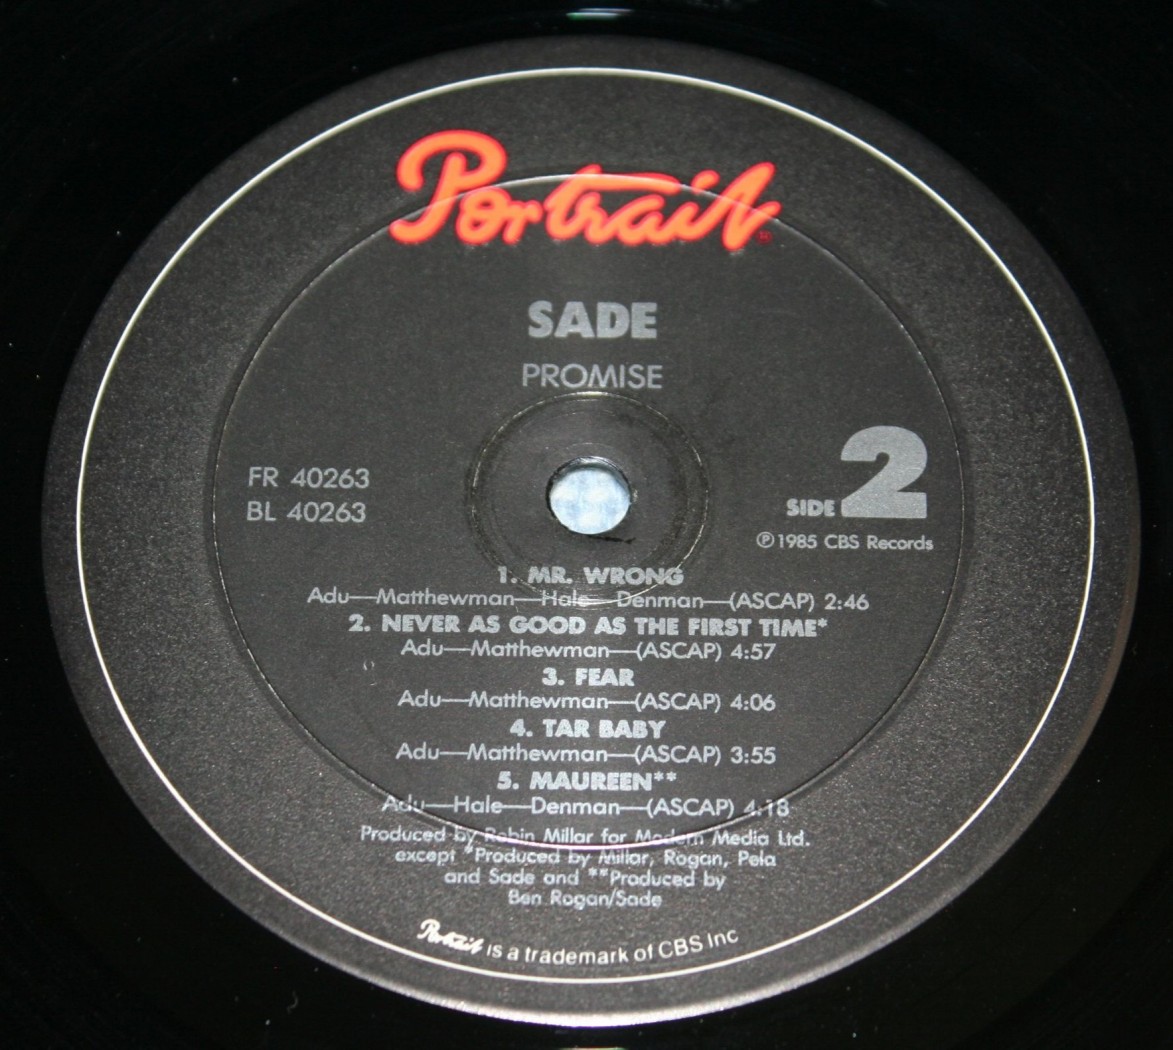 Portrait
SADE
PROMISE
FR 40263
BL 40263
SIDE 2
℗1985 CBS Records
1. MR. WRONG
Adu—Matthewman—Hale—Denman—(ASCAP) 2:46
2. NEVER AS GOOD AS THE FIRST TIME*
Adu—Matthewman—(ASCAP) 4:57
3. FEAR
Adu—Matthewman—(ASCAP) 4:06
4. TAR BABY
Adu—Matthewman—(ASCAP) 3:55
5. MAUREEN**
Adu—Hale—Denman—(ASCAP) 4:18
Produced by Robin Millar for Modern Media Ltd.
except *Produced by Millar, Rogan, Pela
and Sade and **Produced by
Ben Rogan/Sade
Portrait is a trademark of CBS Inc